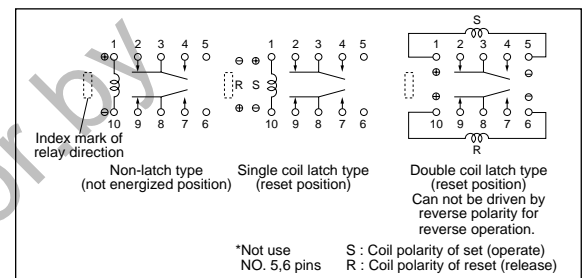 S
1 2 3 4 5
1 2 3 4 5
1 2 3 4 5
⊕
⊖ ⊕
⊕ ⊖
R S
⊖
⊕ ⊖
⊕ ⊖
10 9 8 7 6
10 9 8 7 6
10 9 8 7 6
R
Index mark of
relay direction
Non-latch type
(not energized position)
Single coil latch type
(reset position)
Double coil latch type
(reset position)
Can not be driven by
reverse polarity for
reverse operation.
*Not use
NO. 5,6 pins
S : Coil polarity of set (operate)
R : Coil polarity of reset (release)
or.by